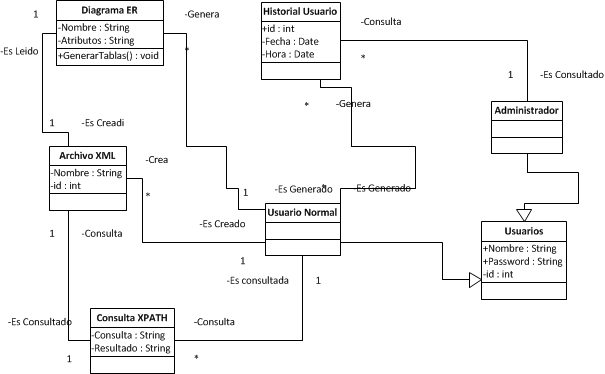 1
Diagrama ER
-Nombre : String
-Atributos : String
+GenerarTablas() : void
-Genera
*
-Es Leido
Historial Usuario
+id : int
-Fecha : Date
-Hora : Date
-Consulta
*
1
-Es Consultado
Administrador
*
-Genera
1
-Es Creadi
Archivo XML
-Nombre : String
-id : int
-Crea
*
1
-Es Generado
*
-Es Generado
Usuario Normal
-Es Creado
1
Usuarios
+Nombre : String
+Password : String
-id : int
1
-Consulta
-Es consultada
1
-Es Consultado
1
Consulta XPATH
-Consulta : String
-Resultado : String
-Consulta
*